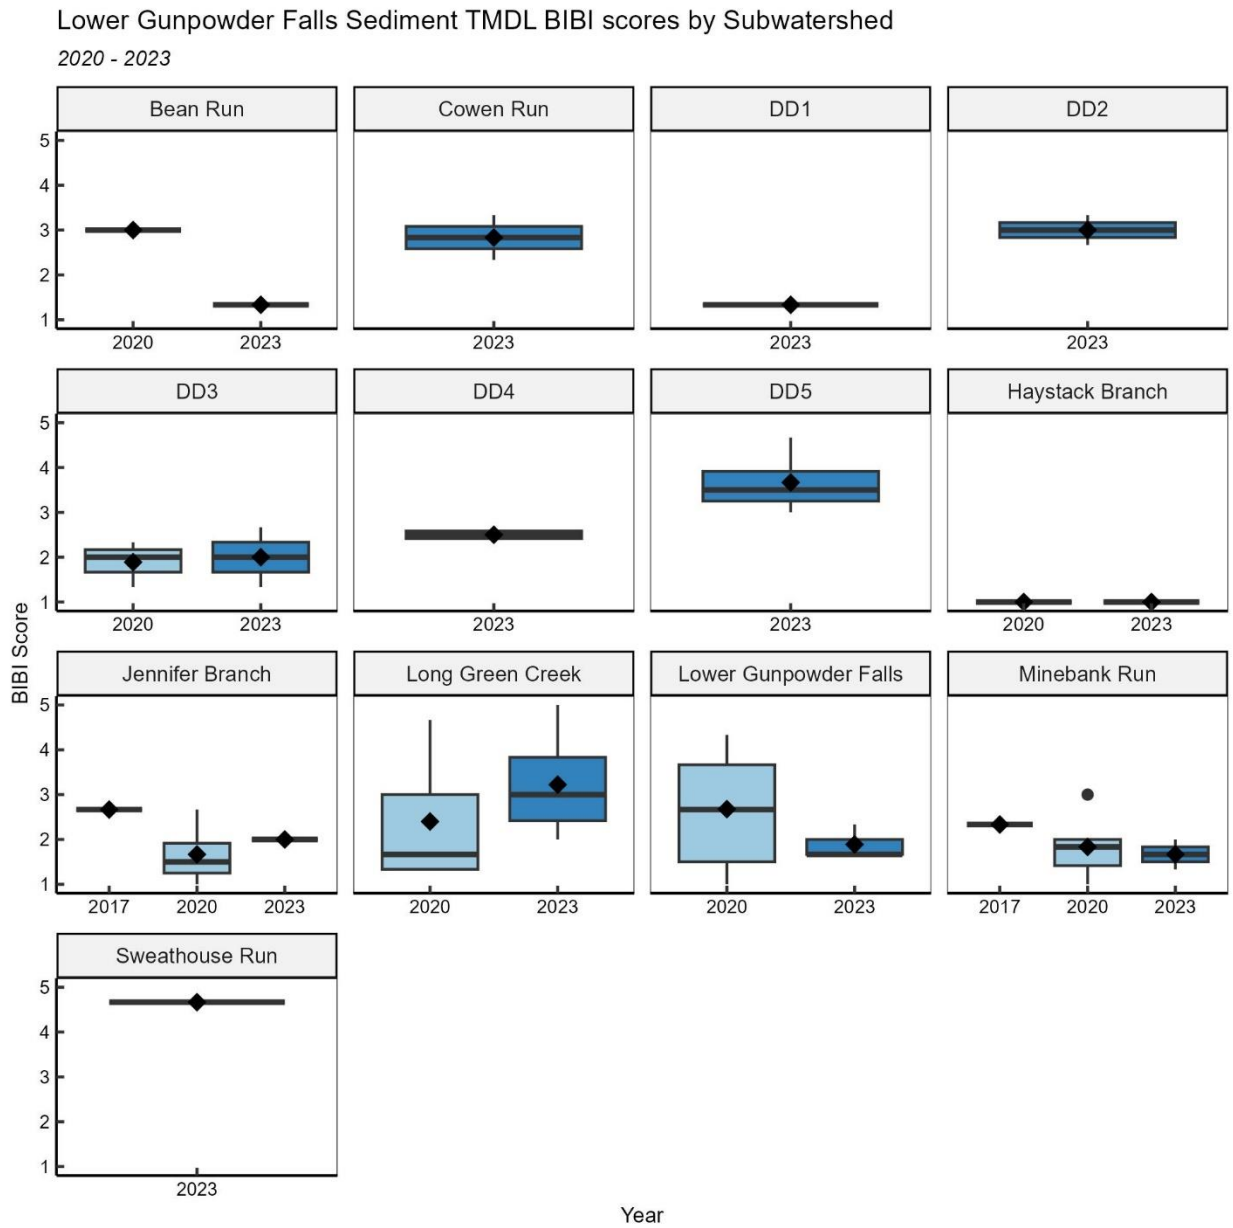 Lower Gunpowder Falls Sediment TMDL BIBI scores by Subwatershed
2020 - 2023
Bean Run
Cowen Run
DD1
DD2
5
4
3
2
1
2020
2023
2023
2023
2023
DD3
DD4
DD5
Haystack Branch
5
4
3
2
1
2020
2023
2023
2023
2020
2023
BIBI Score
Jennifer Branch
Long Green Creek
Lower Gunpowder Falls
Minebank Run
5
4
3
2
1
2017
2020
2023
2020
2023
2020
2023
2017
2020
2023
Sweathouse Run
5
4
3
2
1
2023
Year